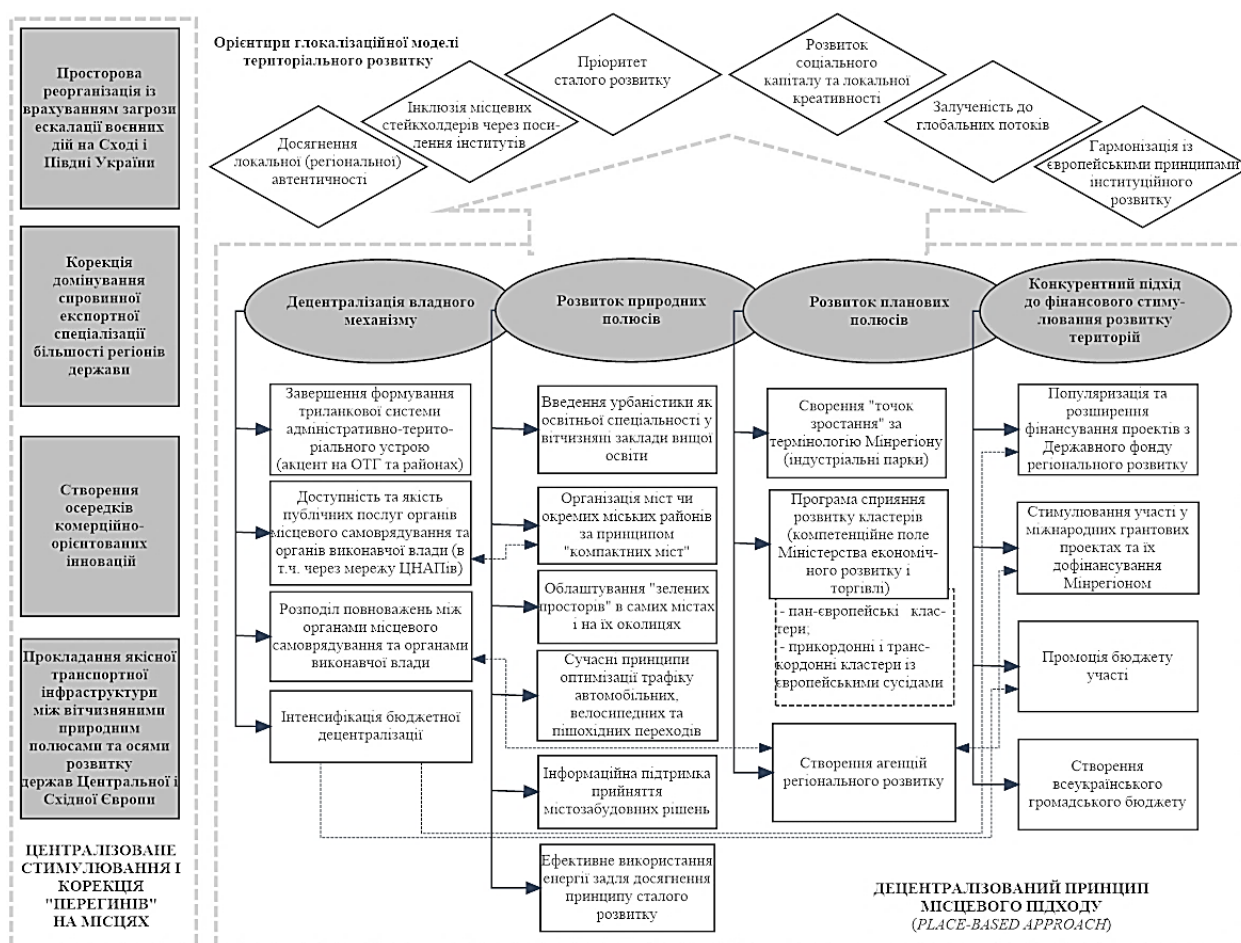 Просторова
реорганізація із
врахуванням загрози
ескалації воєнних
дій на Сході і
Півдні України
Корекція
домінування
сировинної
експортної
спеціалізації
більшості регіонів
держави
Створення
осередків
комерційно-
орієнтованих
інновацій
Прокладання якісної
транспортної
інфраструктури
між вітчизняними
природним
полюсами та осями
розвитку
держав Центральної і
Східної Європи
ЦЕНТРАЛІЗОВАНЕ
СТИМУЛЮВАННЯ І
КОРЕКЦІЯ
"ПЕРЕГИНІВ"
НА МІСЦЯХ
Орієнтири глокалізаційної моделі
територіального розвитку
Досягнення
локальної (регіональної)
автентичності
Інклюзія місцевих
стейкхолдерів через поси-
лення інститутів
Пріоритет
сталого розвитку
Розвиток
соціального
капіталу та локальної
креативності
Залученість до
глобальних потоків
Гармонізація із
європейськими принципами
інституційного
розвитку
Децентралізація владного
механізму
Завершення формування
триланкової системи
адміністративно-терито-
ріального устрою
(акцент на ОТГ та районах)
Доступність та якість
публічних послуг органів
місцевого самоврядування та
органів виконавчої влади (в
т.ч. через мережу ЦНАПів)
Розподіл повноважень між
органами місцевого
самоврядування та органами
виконавчої влади
Інтенсифікація бюджетної
децентралізації
Розвиток природних
полюсів
Введення урбаністики як
освітньої спеціальності у
вітчизняні заклади вищої
освіти
Організація міст чи
окремих міських районів
за принципом
"компактних міст"
Облаштування "зелених
просторів" в самих містах
і на їх околицях
Сучасні принципи
оптимізації трафіку
автомобільних,
велосипедних та
пішохідних переходів
Інформаційна підтримка
прийняття
містозабудовних рішень
Ефективне використання
енергії задля досягнення
принципу сталого
розвитку
Розвиток планових
полюсів
Сворення "точок
зростання" за
термінологію Мінрегіону
(індустріальні парки)
Програма сприяння
розвитку кластерів
(компетенційне поле
Міністерства економіч-
ного розвитку і
торгівлі)
- пан-європейські клас-
тери;
- прикордонні і транс-
кордонні кластери із
європейськими сусідами
Створення агенцій
регіонального розвитку
Конкурентний підхід
до фінансового стиму-
лювання розвитку
територій
Популяризація та
розширення
фінансування проектів з
Державного фонду
регіонального розвитку
Стимулювання участі у
міжнародних грантових
проектах та їх
дофінансування
Мінрегіоном
Промоція бюджету
участі
Створення
всеукраїнського
громадського бюджету
ДЕЦЕНТРАЛІЗОВАНИЙ ПРИНЦИП
МІСЦЕВОГО ПІДХОДУ
(PLACE-BASED APPROACH)